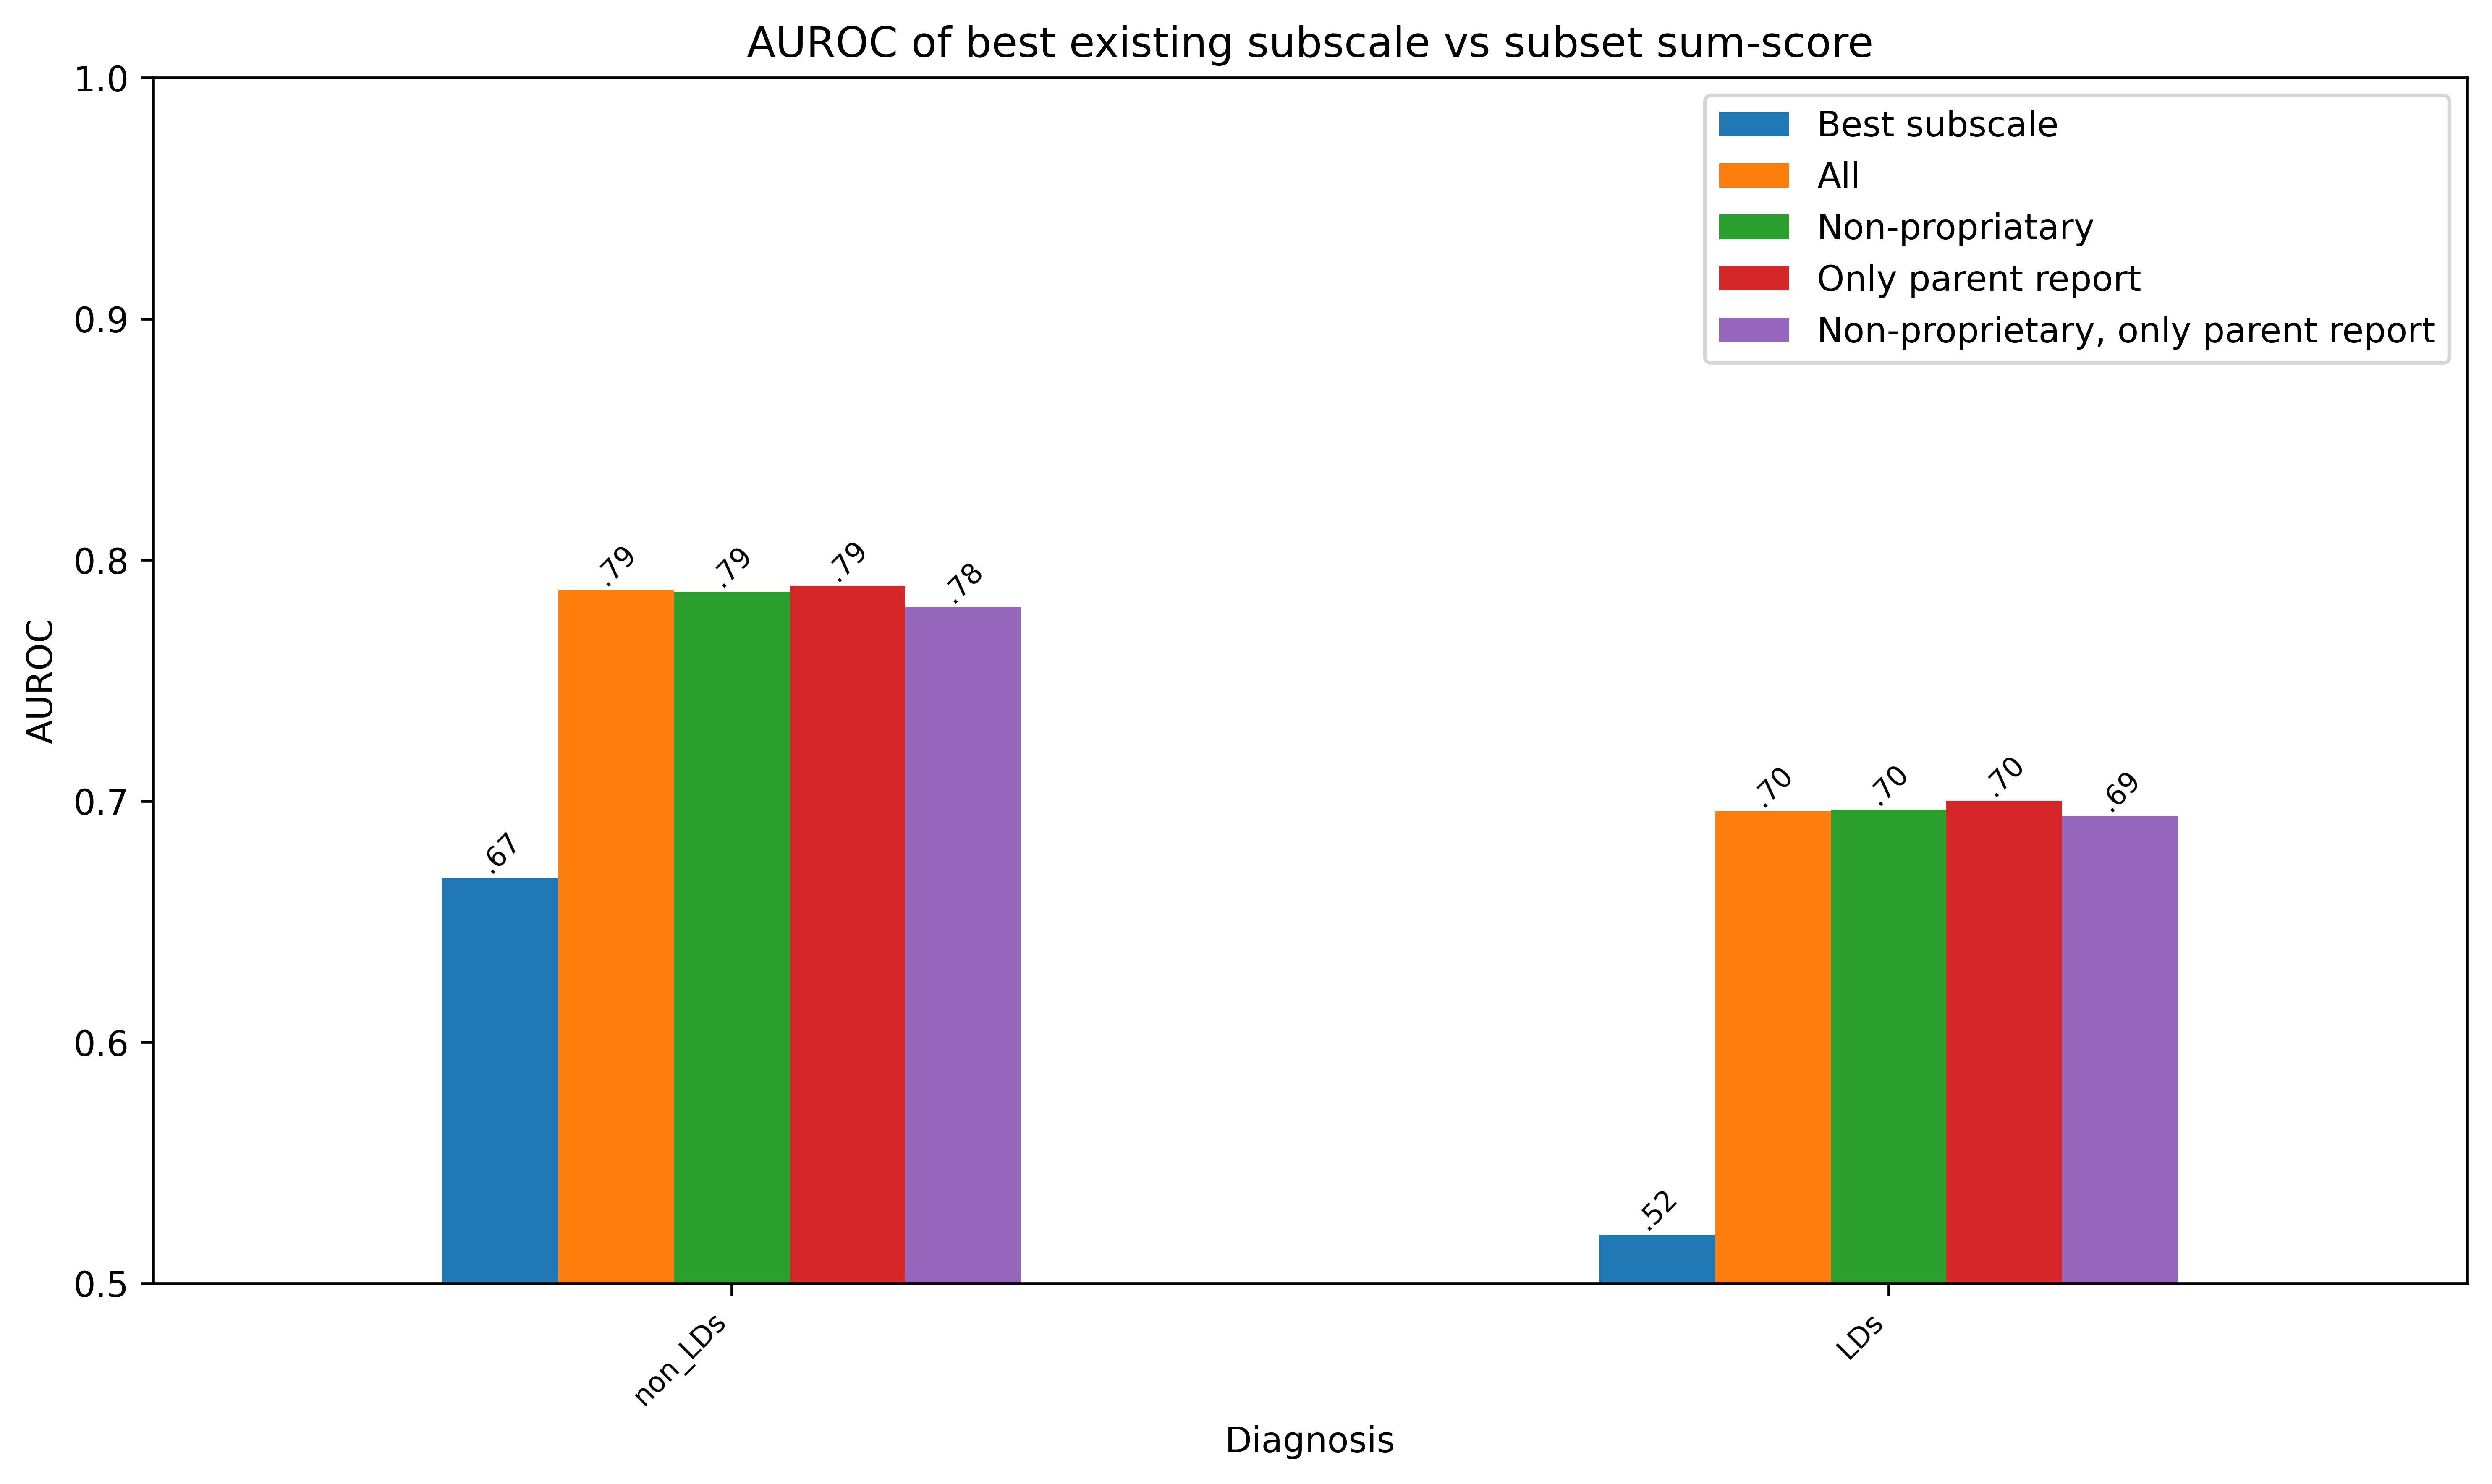 AUROC of best existing subscale vs subset sum-score
1.0
0.9
0.8
0.7
0.6
0.5
AUROC
Best subscale
All
Non-propriatary
Only parent report
Non-proprietary, only parent report
.67
.79
.79
.79
.78
.52
.70
.70
.70
.69
non_LDs
LDs
Diagnosis